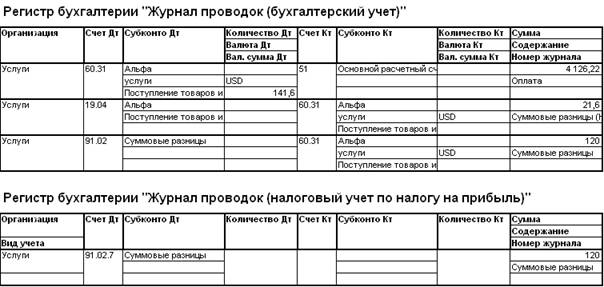 Регистр бухгалтерии "Журнал проводок (бухгалтерский учет)"
Организация Счет Дт Субконто Дт Количество Дт Счет Кт Субконто Кт Количество Кт Сумма
Валюта Дт Валюта Кт Содержание
Вал. сумма Дт Вал. сумма Кт Номер журнала
Услуги 60.31 Альфа 51 Основной расчетный сч 4 126,22
услуги USD Оплата
Поступление товаров и 141,6
Услуги 19.04 Альфа 60.31 Альфа 21,6
Поступление товаров и услуги USD Суммовые разницы (Н
Поступление товаров и
Услуги 91.02 Суммовые разницы 60.31 Альфа 120
услуги USD Суммовые разницы
Поступление товаров и
Регистр бухгалтерии "Журнал проводок (налоговый учет по налогу на прибыль)"
Организация Счет Дт Субконто Дт Количество Дт Счет Кт Субконто Кт Количество Кт Сумма
Содержание
Вид учета Номер журнала
Услуги 91.02.7 Суммовые разницы 120
Суммовые разницы